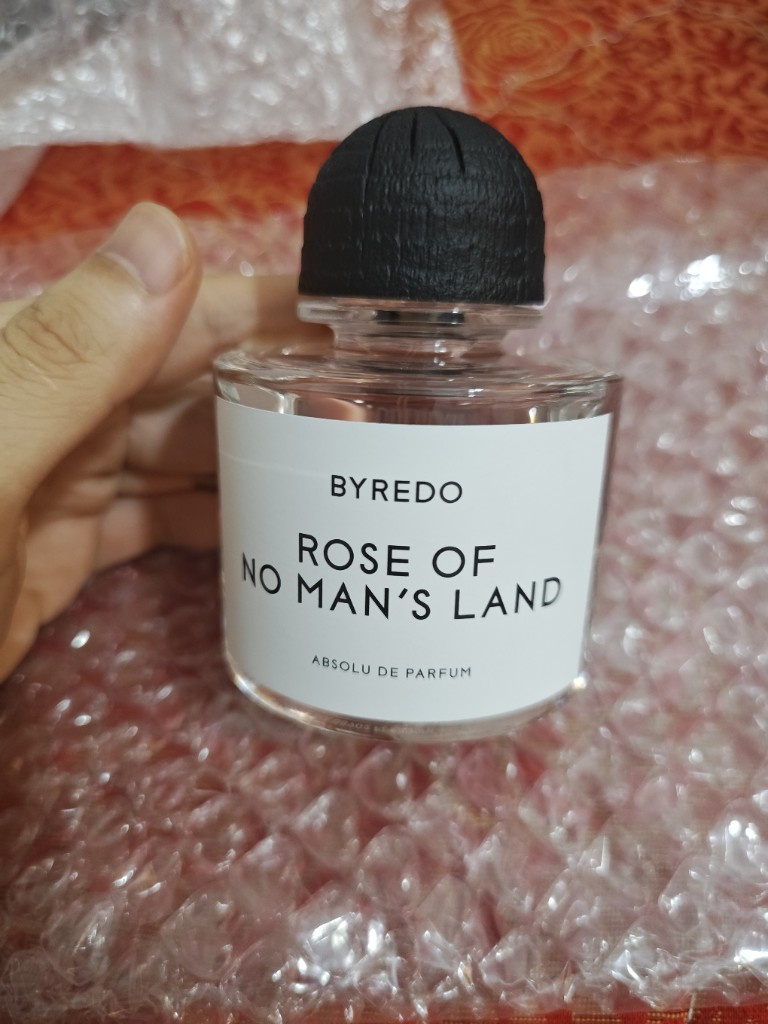 BYREDO
ROSE OF
NO MAN'S LAND
ABSOLU DE PARFUM